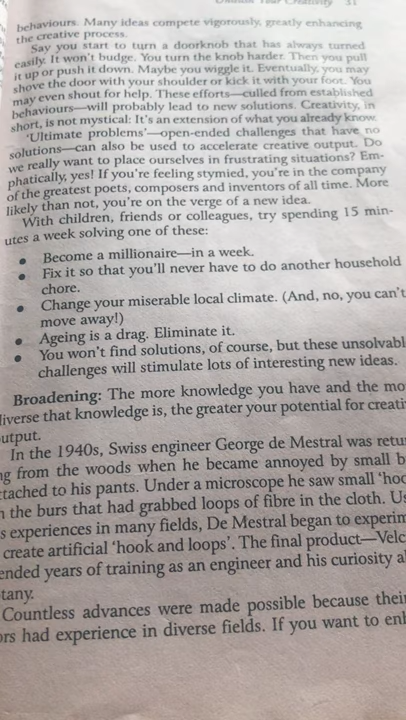 Unlock Your Creativity 31
behaviours. Many ideas compete vigorously, greatly enhancing
the creative process.
Say you start to turn a doorknob that has always turned
easily. It won't budge. You turn the knob harder. Then you pull
it up or push it down. Maybe you wiggle it. Eventually, you may
shove the door with your shoulder or kick it with your foot. You
may even shout for help. These efforts—culled from established
behaviours—will probably lead to new solutions. Creativity, in
short, is not mystical: It's an extension of what you already know.
'Ultimate problems'—open-ended challenges that have no
solutions—can also be used to accelerate creative output. Do
we really want to place ourselves in frustrating situations? Em-
phatically, yes! If you're feeling stymied, you're in the company
of the greatest poets, composers and inventors of all time. More
likely than not, you're on the verge of a new idea.
With children, friends or colleagues, try spending 15 min-
utes a week solving one of these:
• Become a millionaire—in a week.
• Fix it so that you'll never have to do another household
chore.
• Change your miserable local climate. (And, no, you can't
move away!)
• Ageing is a drag. Eliminate it.
• You won't find solutions, of course, but these unsolvabl
challenges will stimulate lots of interesting new ideas.
Broadening: The more knowledge you have and the mo
diverse that knowledge is, the greater your potential for creati
utput.
In the 1940s, Swiss engineer George de Mestral was retu
ng from the woods when he became annoyed by small b
ttached to his pants. Under a microscope he saw small 'hoo
n the burs that had grabbed loops of fibre in the cloth. Us
s experiences in many fields, De Mestral began to experim
create artificial 'hook and loops'. The final product—Velc
ended years of training as an engineer and his curiosity a
tany.
Countless advances were made possible because thei
ors had experience in diverse fields. If you want to enh